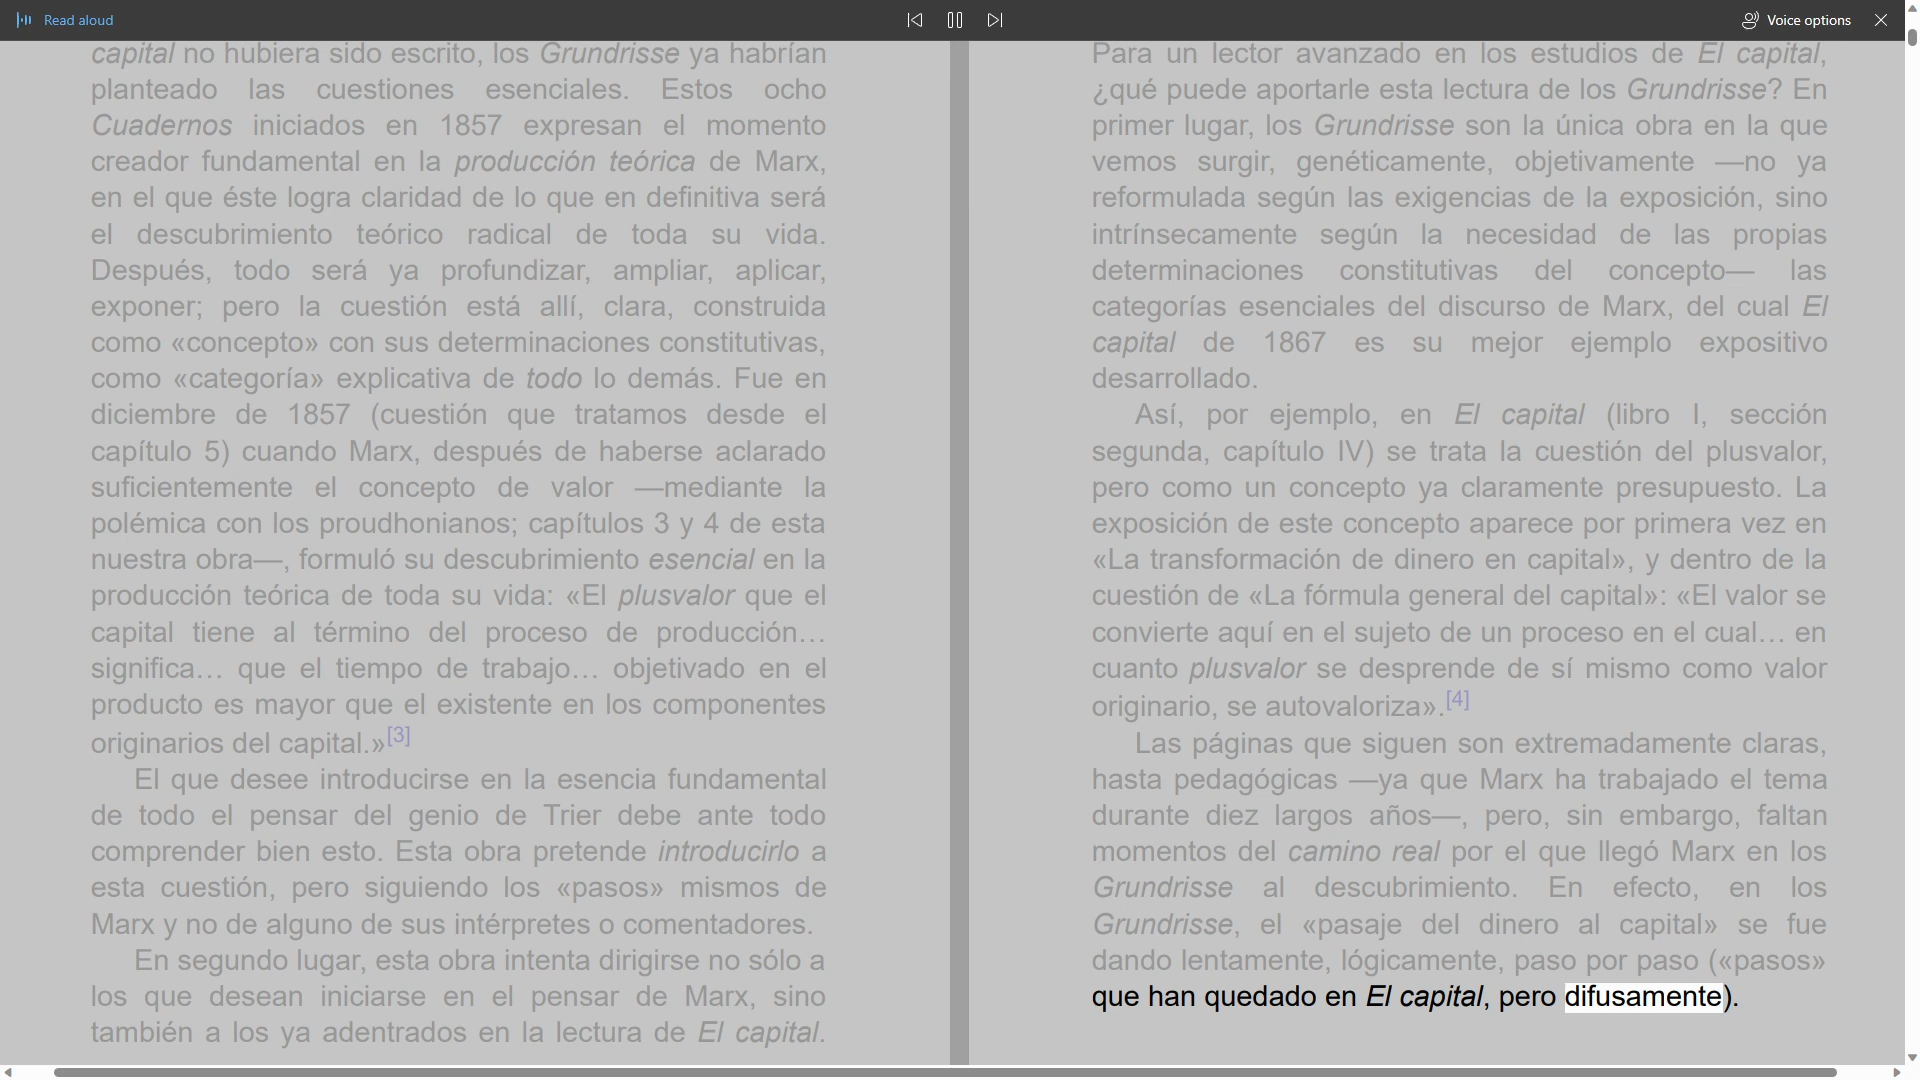 Read aloud
Voice options
capital no hubiera sido escrito, los Grundrisse ya habrían
planteado las cuestiones esenciales. Estos ocho
Cuadernos iniciados en 1857 expresan el momento
creador fundamental en la producción teórica de Marx,
en el que éste logra claridad de lo que en definitiva será
el descubrimiento teórico radical de toda su vida.
Después, todo será ya profundizar, ampliar, aplicar,
exponer; pero la cuestión está allí, clara, construida
como «concepto» con sus determinaciones constitutivas,
como «categoría» explicativa de todo lo demás. Fue en
diciembre de 1857 (cuestión que tratamos desde el
capítulo 5) cuando Marx, después de haberse aclarado
suficientemente el concepto de valor —mediante la
polémica con los proudhonianos; capítulos 3 y 4 de esta
nuestra obra—, formuló su descubrimiento esencial en la
producción teórica de toda su vida: «El plusvalor que el
capital tiene al término del proceso de producción…
significa… que el tiempo de trabajo… objetivado en el
producto es mayor que el existente en los componentes
originarios del capital.»[3]
El que desee introducirse en la esencia fundamental
de todo el pensar del genio de Trier debe ante todo
comprender bien esto. Esta obra pretende introducirlo a
esta cuestión, pero siguiendo los «pasos» mismos de
Marx y no de alguno de sus intérpretes o comentadores.
En segundo lugar, esta obra intenta dirigirse no sólo a
los que desean iniciarse en el pensar de Marx, sino
también a los ya adentrados en la lectura de El capital.
Para un lector avanzado en los estudios de El capital,
¿qué puede aportarle esta lectura de los Grundrisse? En
primer lugar, los Grundrisse son la única obra en la que
vemos surgir, genéticamente, objetivamente —no ya
reformulada según las exigencias de la exposición, sino
intrínsecamente según la necesidad de las propias
determinaciones constitutivas del concepto— las
categorías esenciales del discurso de Marx, del cual El
capital de 1867 es su mejor ejemplo expositivo
desarrollado.
Así, por ejemplo, en El capital (libro I, sección
segunda, capítulo IV) se trata la cuestión del plusvalor,
pero como un concepto ya claramente presupuesto. La
exposición de este concepto aparece por primera vez en
«La transformación de dinero en capital», y dentro de la
cuestión de «La fórmula general del capital»: «El valor se
convierte aquí en el sujeto de un proceso en el cual… en
cuanto plusvalor se desprende de sí mismo como valor
originario, se autovaloriza».[4]
Las páginas que siguen son extremadamente claras,
hasta pedagógicas —ya que Marx ha trabajado el tema
durante diez largos años—, pero, sin embargo, faltan
momentos del camino real por el que llegó Marx en los
Grundrisse al descubrimiento. En efecto, en los
Grundrisse, el «pasaje del dinero al capital» se fue
dando lentamente, lógicamente, paso por paso («pasos»
que han quedado en El capital, pero difusamente).